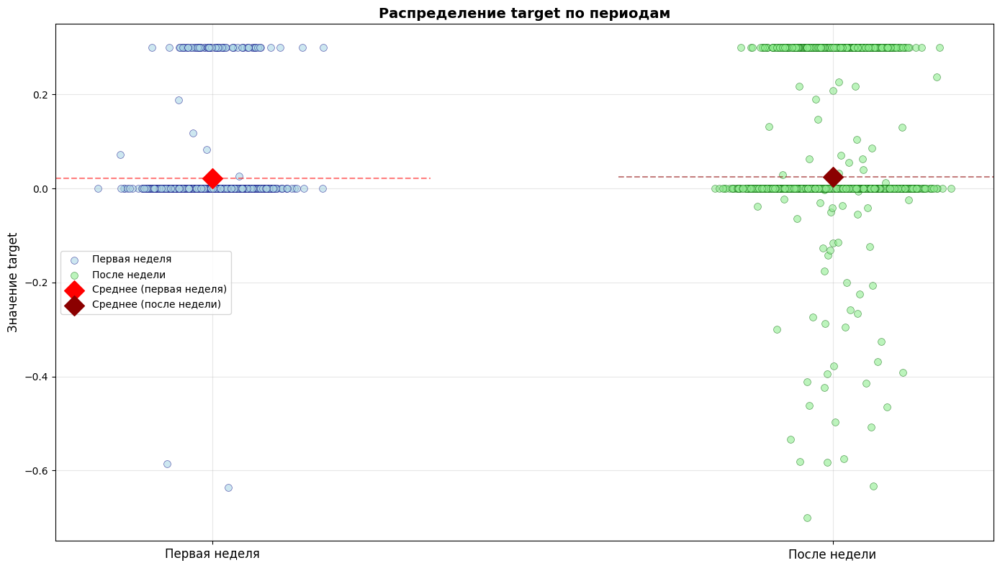 Распределение target по периодам
Значение target
0.2
0.0
−0.2
−0.4
−0.6
Первая неделя
После недели
Среднее (первая неделя)
Среднее (после недели)
Первая неделя
После недели